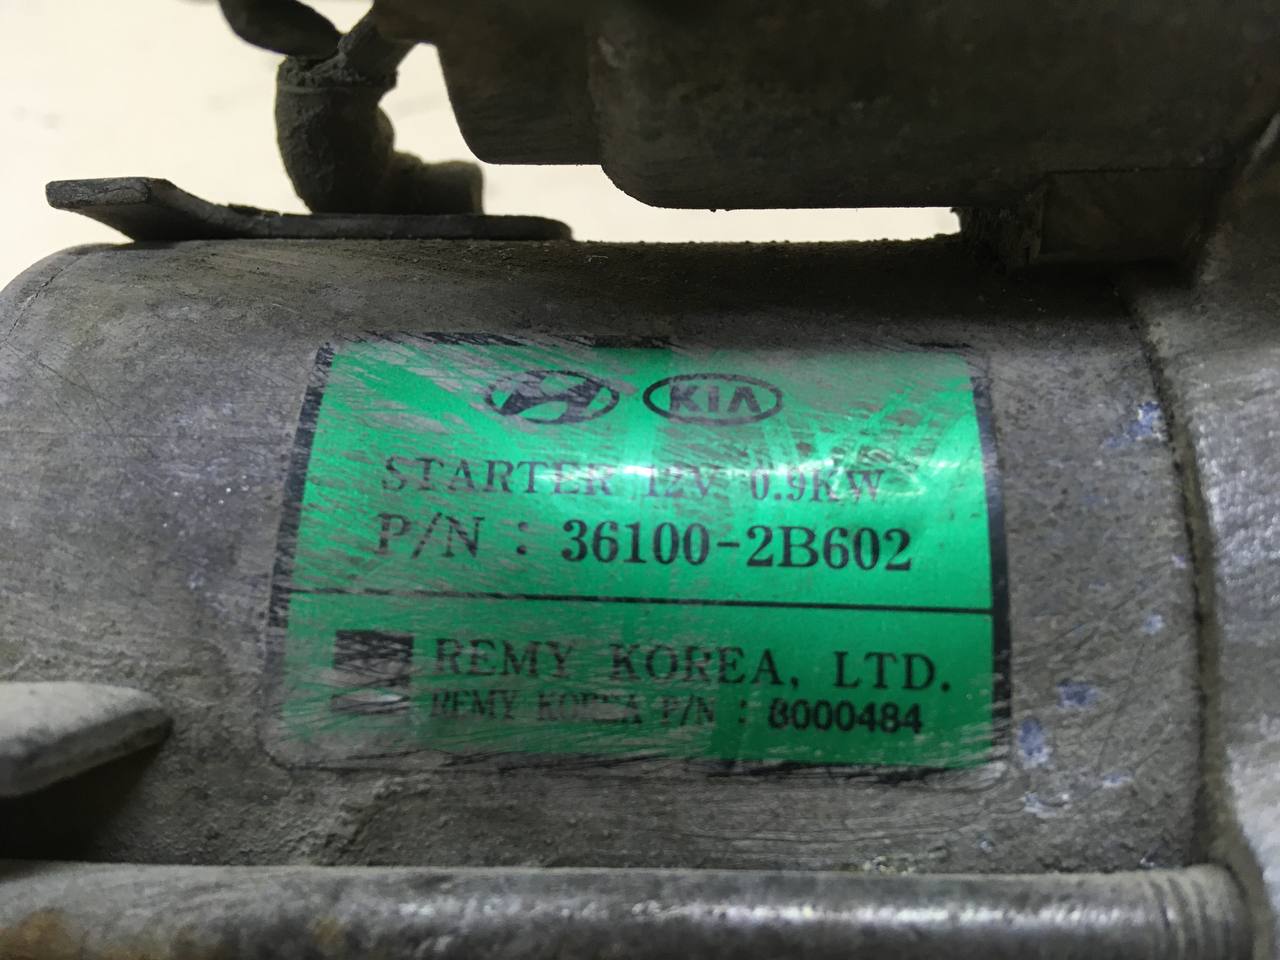 KIA
STARTER 12V 0.9KW
P/N : 36100-2B602
REMY KOREA, LTD.
REMY KOREA P/N : 8000484